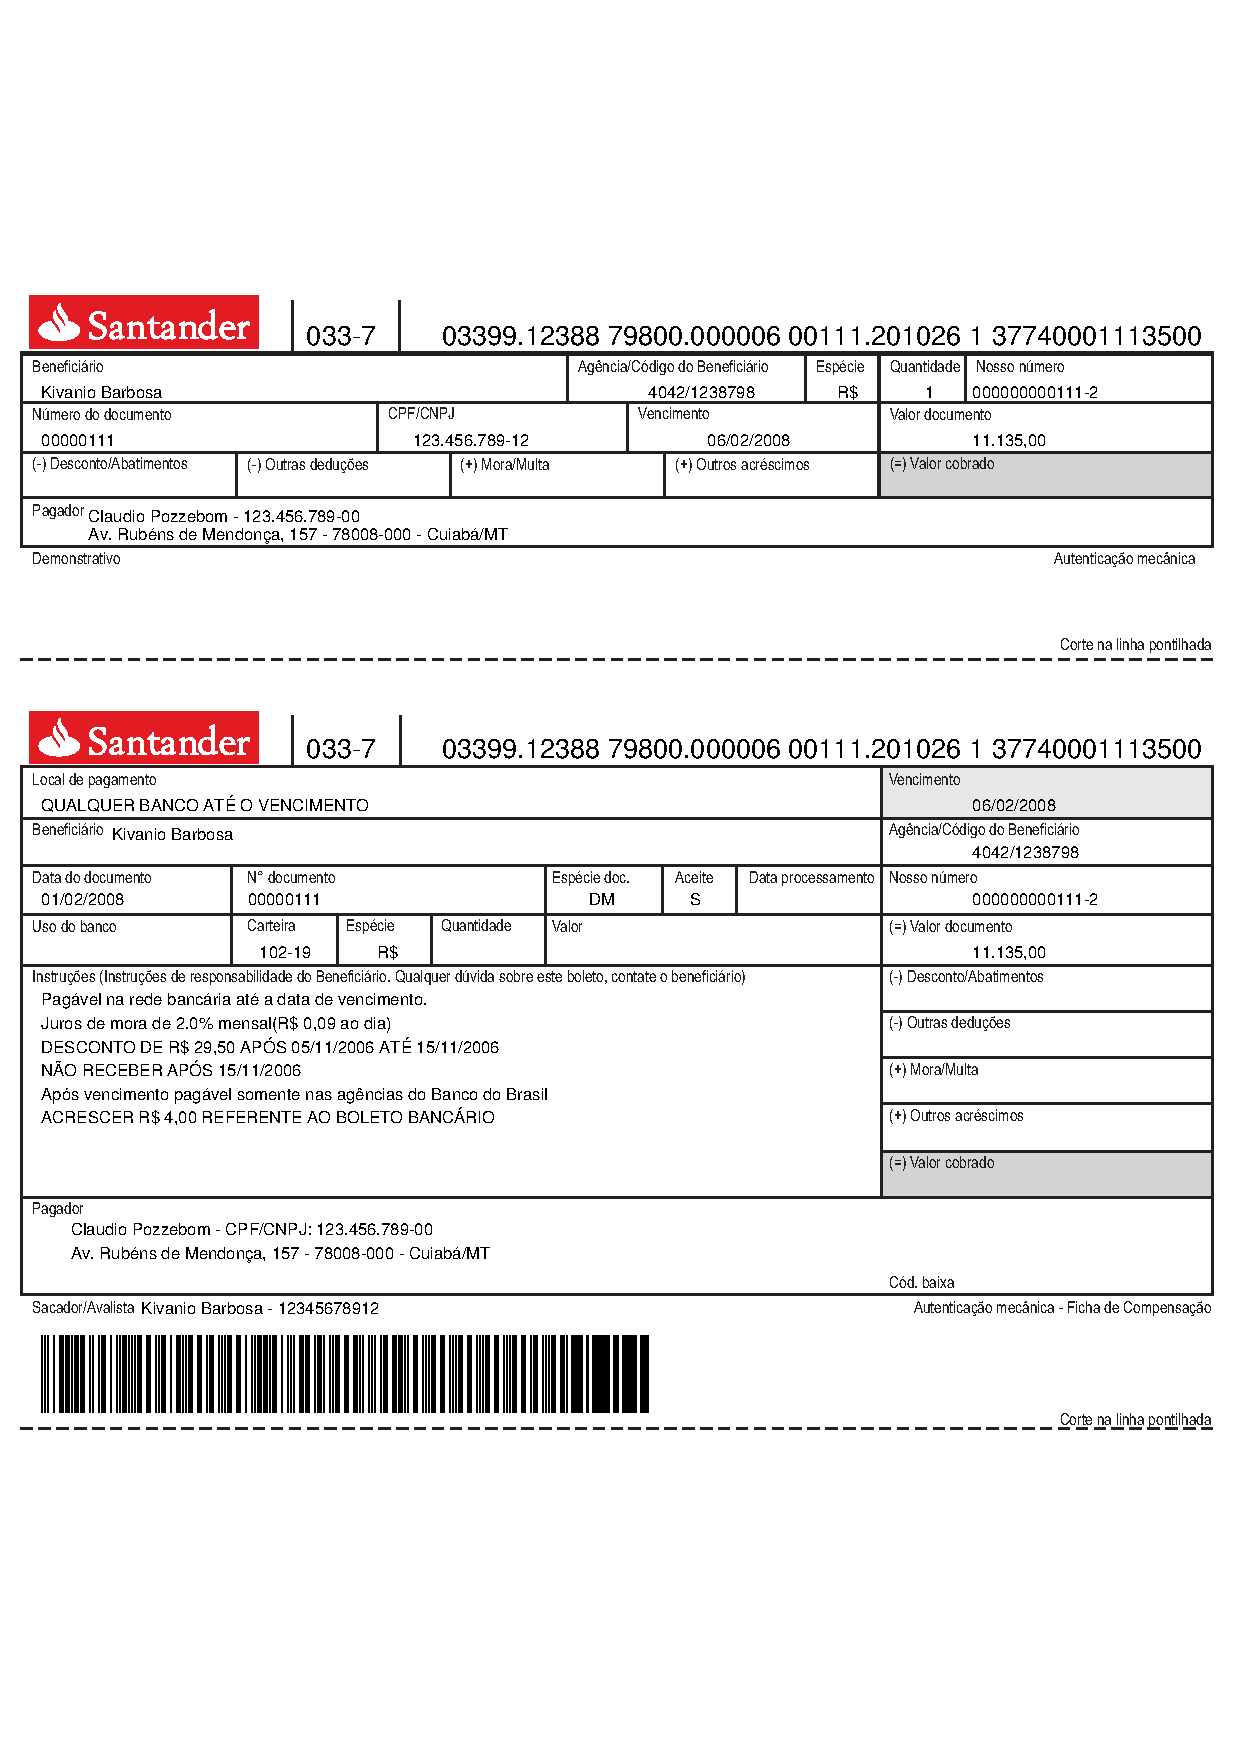 Santander 033-7 03399.12388 79800.000006 00111.201026 1 37740001113500
Beneficiário Agência/Código do Beneficiário Espécie Quantidade Nosso número
Kivanio Barbosa 4042/1238798 R$ 1 000000000111-2
Número do documento CPF/CNPJ Vencimento Valor documento
00000111 123.456.789-12 06/02/2008 11.135,00
(-) Desconto/Abatimentos (-) Outras deduções (+) Mora/Multa (+) Outros acréscimos (=) Valor cobrado
Pagador Claudio Pozzebom - 123.456.789-00
Av. Rubéns de Mendonça, 157 - 78008-000 - Cuiabá/MT
Demonstrativo Autenticação mecânica
Corte na linha pontilhada
Santander 033-7 03399.12388 79800.000006 00111.201026 1 37740001113500
Local de pagamento Vencimento
QUALQUER BANCO ATÉ O VENCIMENTO 06/02/2008
Beneficiário Kivanio Barbosa Agência/Código do Beneficiário
4042/1238798
Data do documento N° documento Espécie doc. Aceite Data processamento Nosso número
01/02/2008 00000111 DM S 000000000111-2
Uso do banco Carteira Espécie Quantidade Valor (=) Valor documento
102-19 R$ 11.135,00
Instruções (Instruções de responsabilidade do Beneficiário. Qualquer dúvida sobre este boleto, contate o beneficiário) (-) Desconto/Abatimentos
Pagável na rede bancária até a data de vencimento.
Juros de mora de 2.0% mensal(R$ 0,09 ao dia) (-) Outras deduções
DESCONTO DE R$ 29,50 APÓS 05/11/2006 ATÉ 15/11/2006
NÃO RECEBER APÓS 15/11/2006 (+) Mora/Multa
Após vencimento pagável somente nas agências do Banco do Brasil
ACRESCER R$ 4,00 REFERENTE AO BOLETO BANCÁRIO (+) Outros acréscimos
(=) Valor cobrado
Pagador
Claudio Pozzebom - CPF/CNPJ: 123.456.789-00
Av. Rubéns de Mendonça, 157 - 78008-000 - Cuiabá/MT
Cód. baixa
Sacador/Avalista Kivanio Barbosa - 12345678912 Autenticação mecânica - Ficha de Compensação
Corte na linha pontilhada